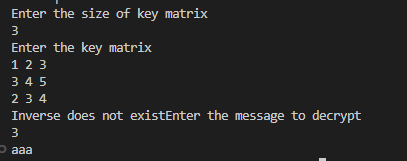 Enter the size of key matrix
3
Enter the key matrix
1 2 3
3 4 5
2 3 4
Inverse does not existEnter the message to decrypt
3
aaa